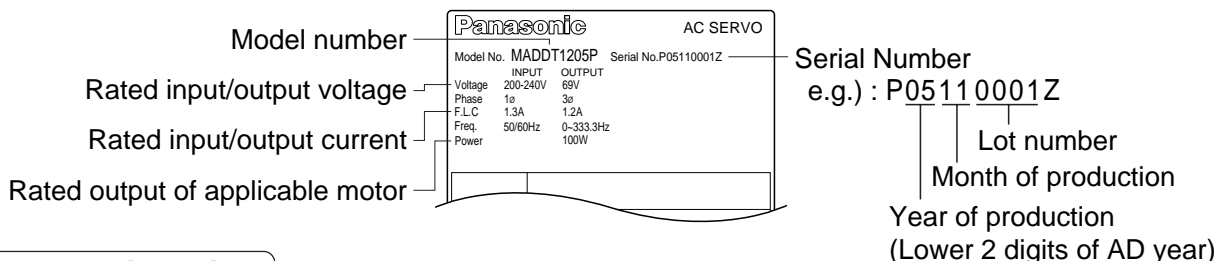 Panasonic AC SERVO
Model number
Model No. MADDT1205P Serial No.P05110001Z
INPUT OUTPUT
Rated input/output voltage
Voltage 200-240V 69V
Phase 1ø 3ø
Rated input/output current
F.L.C 1.3A 1.2A
Freq. 50/60Hz 0~333.3Hz
Rated output of applicable motor
Power 100W
Serial Number
e.g.) : P05110001Z
Lot number
Month of production
Year of production
(Lower 2 digits of AD year)